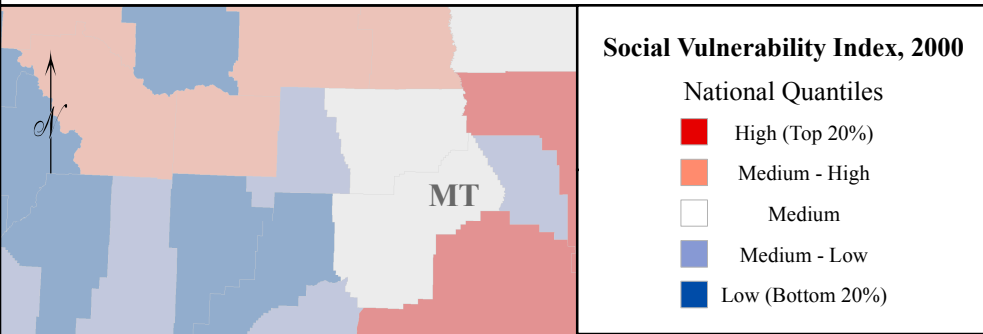 N
MT
Social Vulnerability Index, 2000
National Quantiles
High (Top 20%)
Medium - High
Medium
Medium - Low
Low (Bottom 20%)